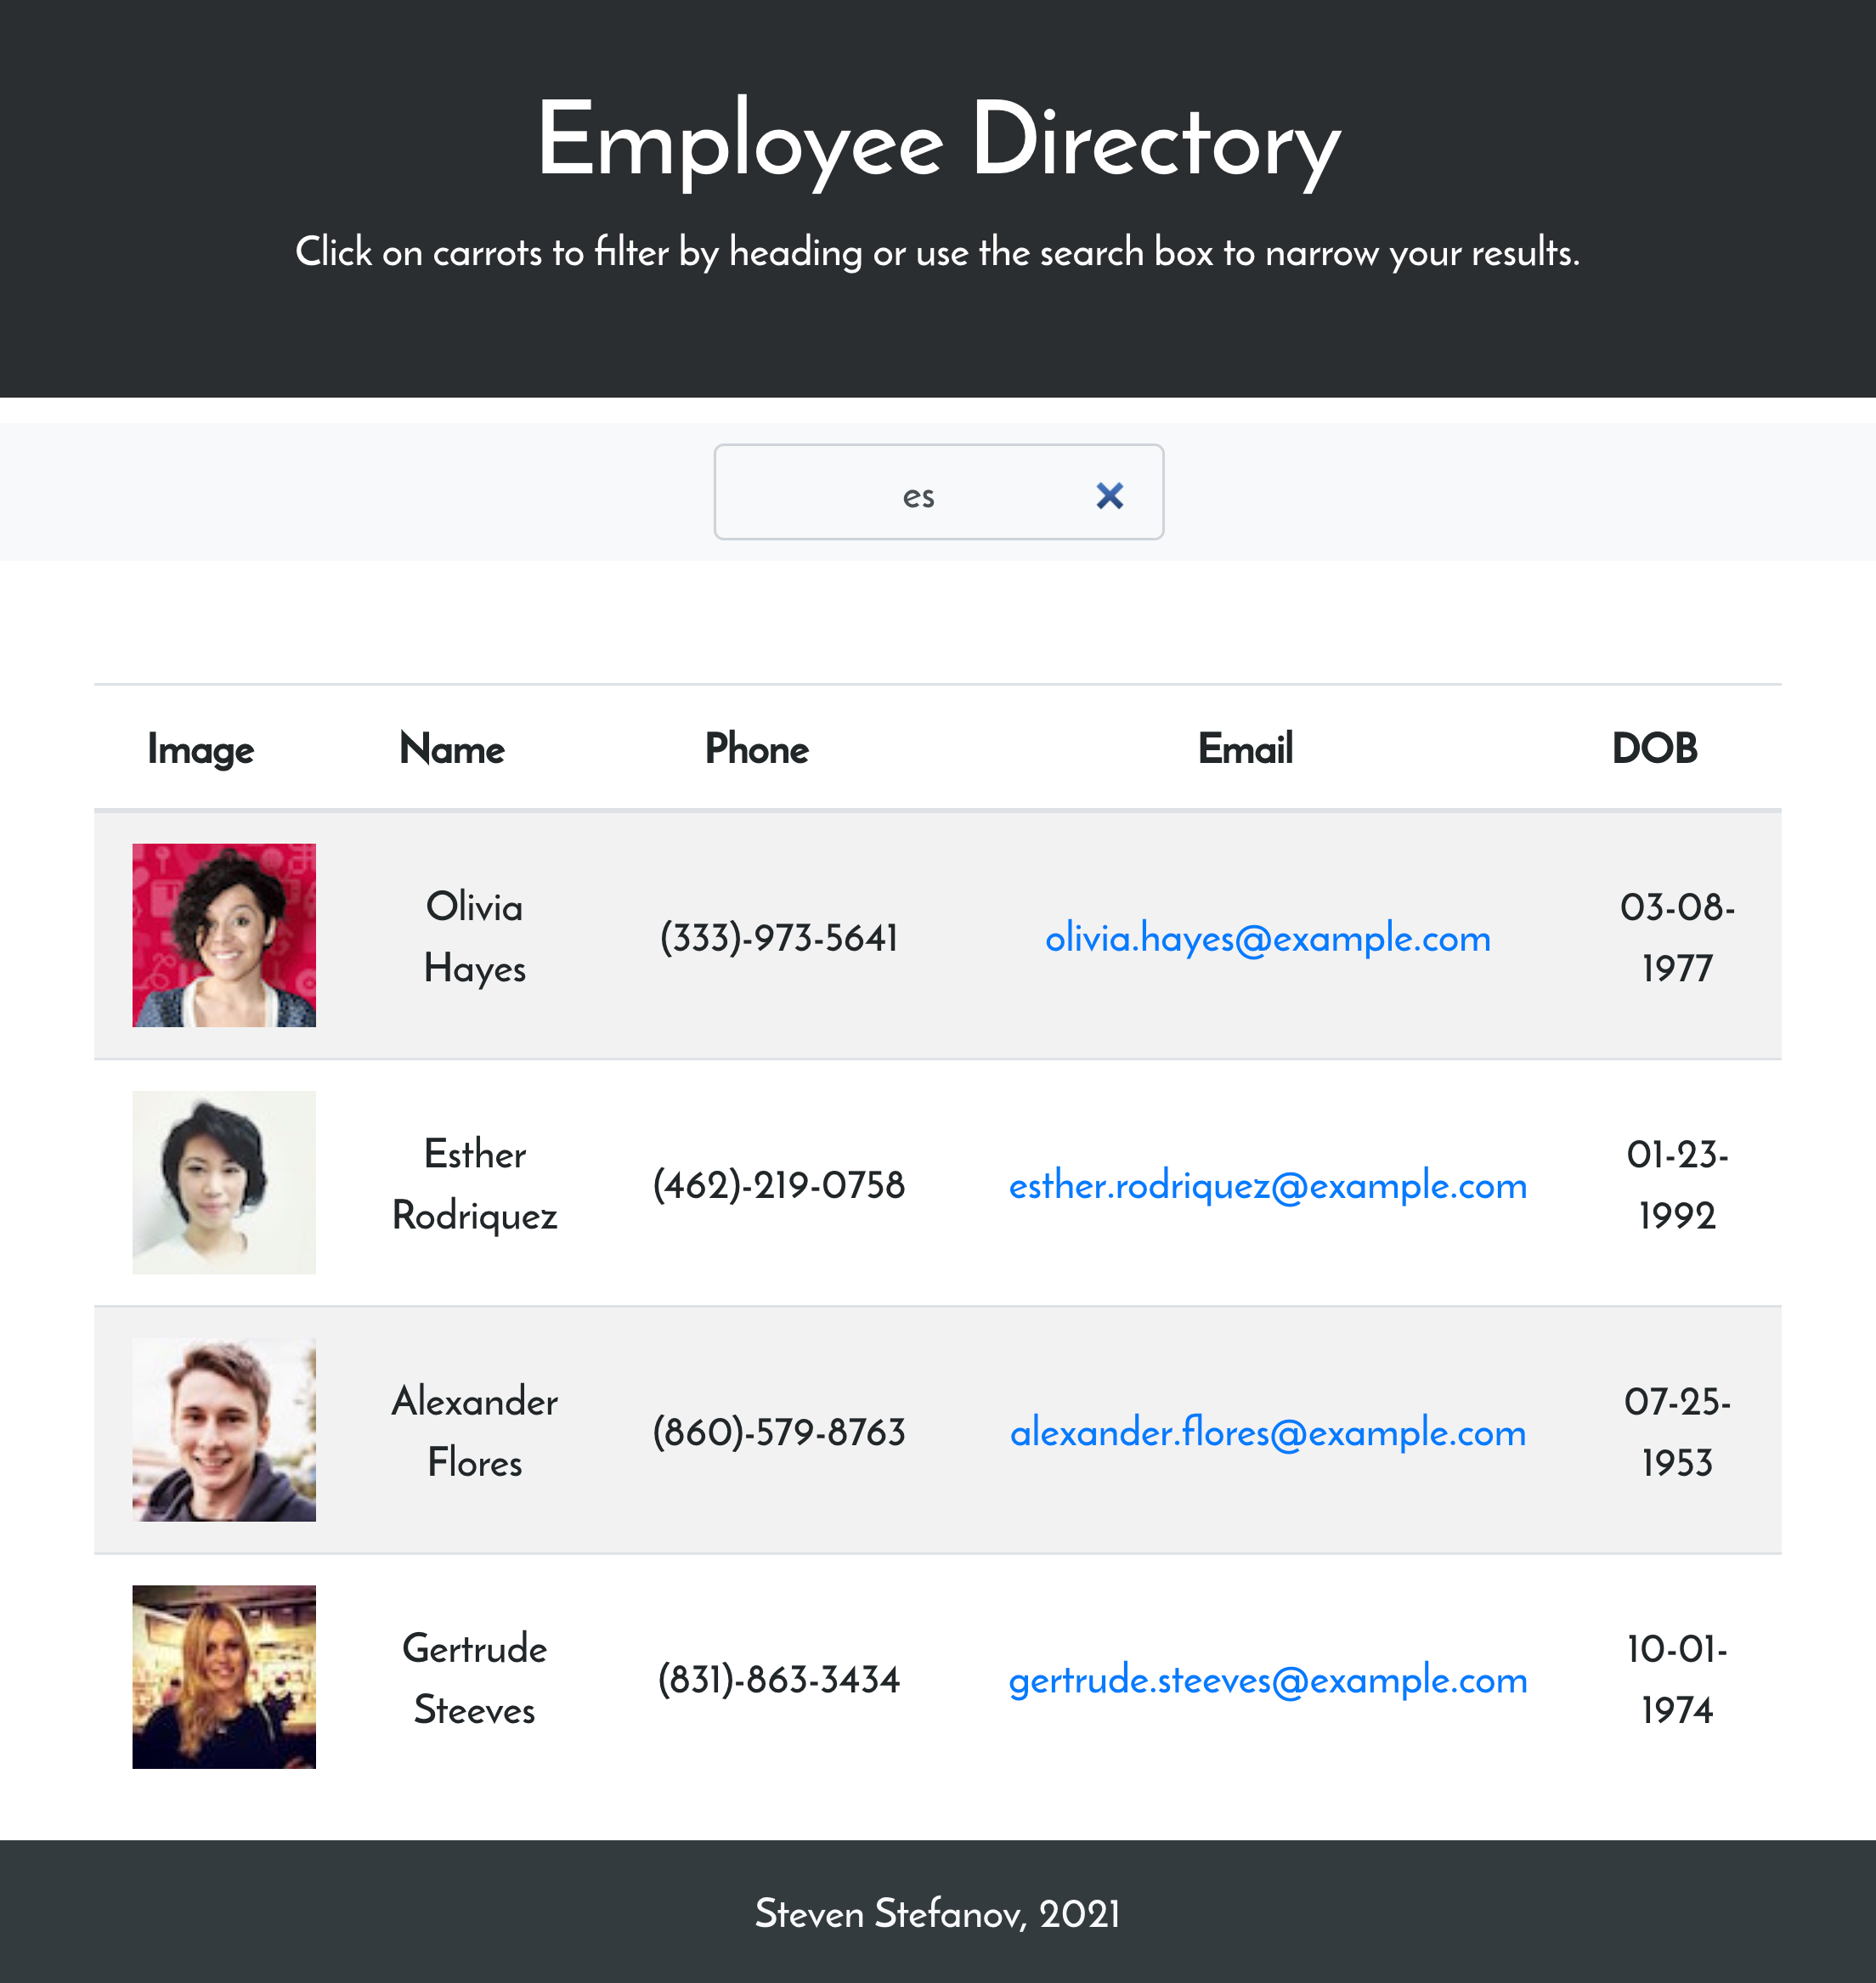 Employee Directory
Click on carrots to filter by heading or use the search box to narrow your results.
es
Image Name Phone Email DOB
Olivia
Hayes
(333)-973-5641
olivia.hayes@example.com
03-08-
1977
Esther
Rodriquez
(462)-219-0758
esther.rodriquez@example.com
01-23-
1992
Alexander
Flores
(860)-579-8763
alexander.flores@example.com
07-25-
1953
Gertrude
Steeves
(831)-863-3434
gertrude.steeves@example.com
10-01-
1974
Steven Stefanov, 2021